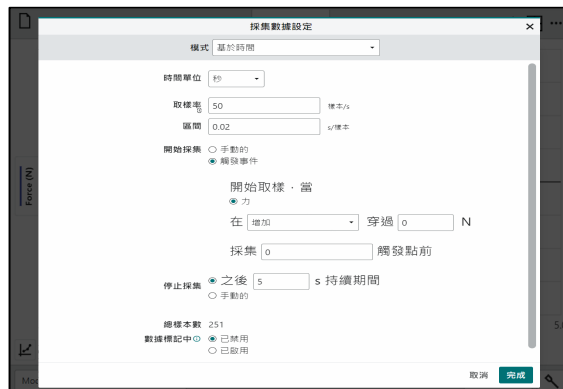 採集數據設定 ×
模式 基於時間
時間單位 秒
取樣率 50 樣本/s
區間 0.02 s/樣本
開始採集 手動的
觸發事件
開始取樣，當
力
在 增加 穿過 0 N
採集 0 觸發點前
停止採集 之後 5 s 持續期間
手動的
總樣本數 251
數據標記中 已禁用
已啟用
取消 完成
Force (N)
5.0
Mod